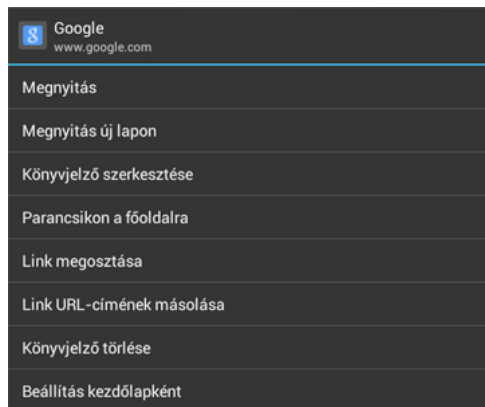 8
Google
www.google.com
Megnyitás
Megnyitás új lapon
Könyvjelző szerkesztése
Parancsikon a főoldalra
Link megosztása
Link URL-címének másolása
Könyvjelző törlése
Beállítás kezdőlapként